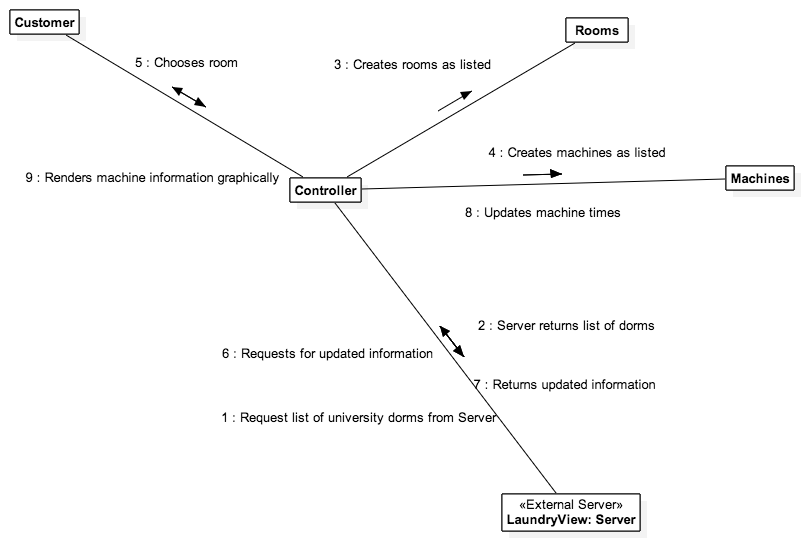 Customer
Rooms
5 : Chooses room
3 : Creates rooms as listed
4 : Creates machines as listed
9 : Renders machine information graphically
Controller
Machines
8 : Updates machine times
2 : Server returns list of dorms
6 : Requests for updated information
7 : Returns updated information
1 : Request list of university dorms from Server
«External Server»
LaundryView: Server